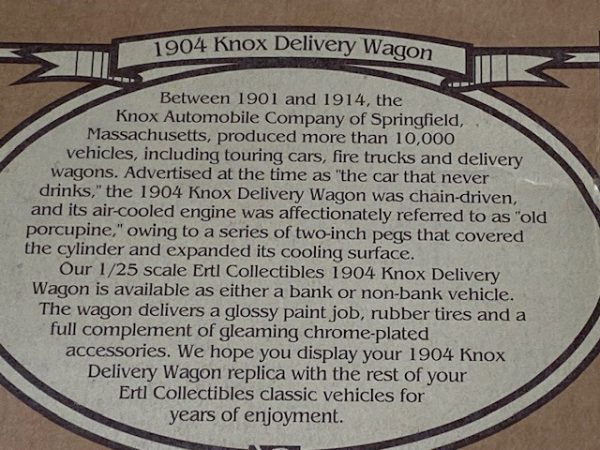 1904 Knox Delivery Wagon
Between 1901 and 1914, the
Knox Automobile Company of Springfield,
Massachusetts, produced more than 10,000
vehicles, including touring cars, fire trucks and delivery
wagons. Advertised at the time as "the car that never
drinks," the 1904 Knox Delivery Wagon was chain-driven,
and its air-cooled engine was affectionately referred to as "old
porcupine," owing to a series of two-inch pegs that covered
the cylinder and expanded its cooling surface.
Our 1/25 scale Ertl Collectibles 1904 Knox Delivery
Wagon is available as either a bank or non-bank vehicle.
The wagon delivers a glossy paint job, rubber tires and a
full complement of gleaming chrome-plated
accessories. We hope you display your 1904 Knox
Delivery Wagon replica with the rest of your
Ertl Collectibles classic vehicles for
years of enjoyment.